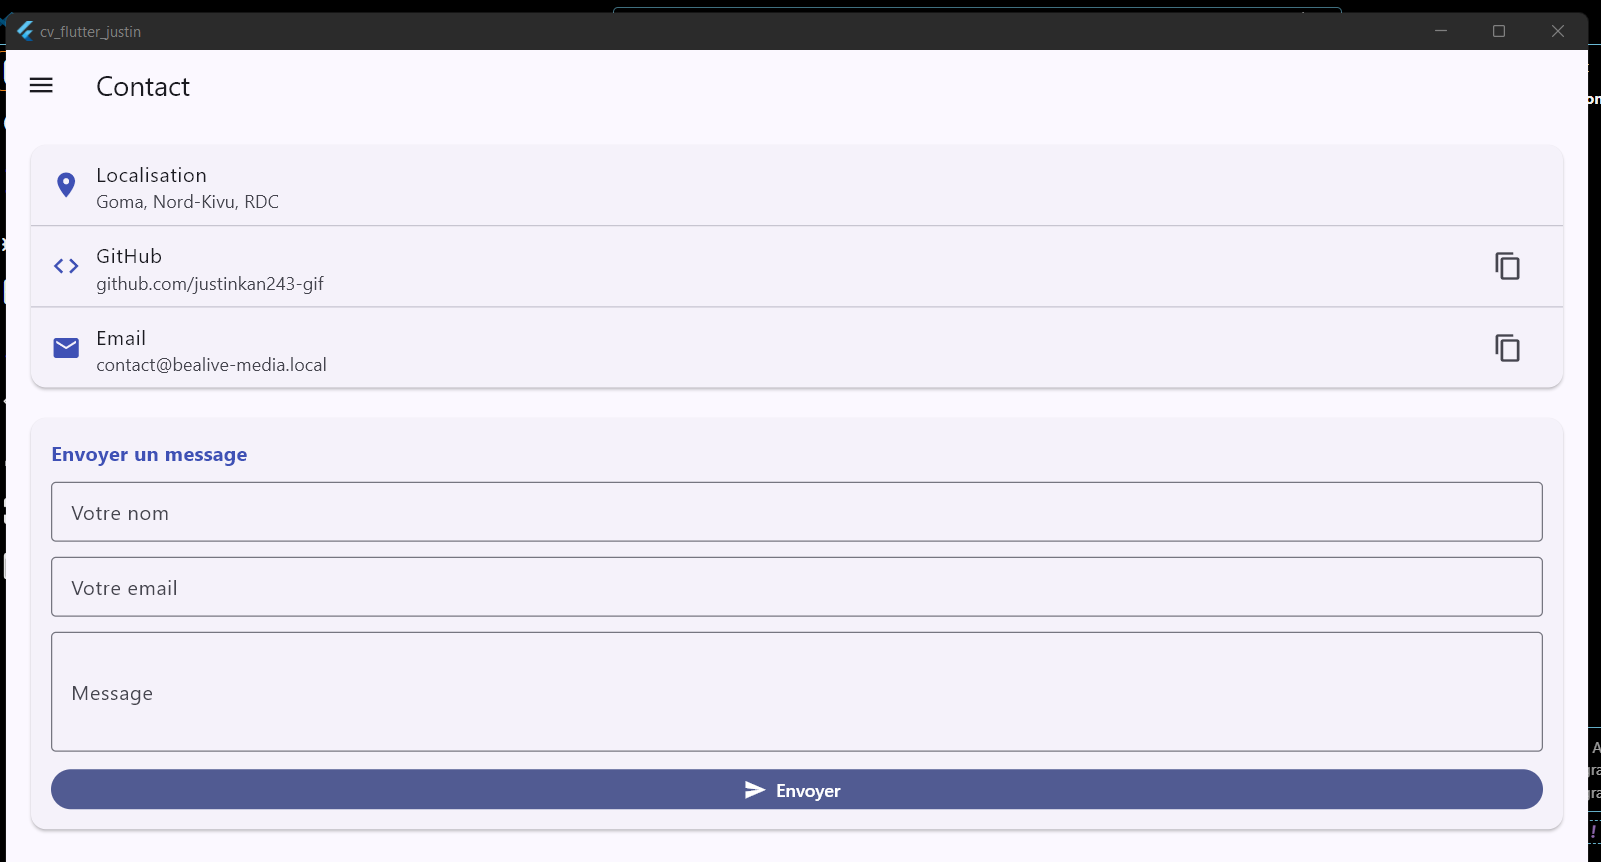 cv_flutter_justin
Contact
Localisation
Goma, Nord-Kivu, RDC
GitHub
github.com/justinkan243-gif
Email
contact@bealive-media.local
Envoyer un message
Votre nom
Votre email
Message
Envoyer